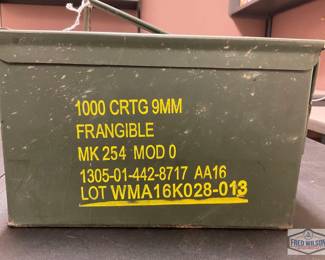 1000 CRTG 9MM
FRANGIBLE
MK 254 MOD 0
1305-01-442-8717 AA16
LOT WMA16K028-013
FRED WILSON